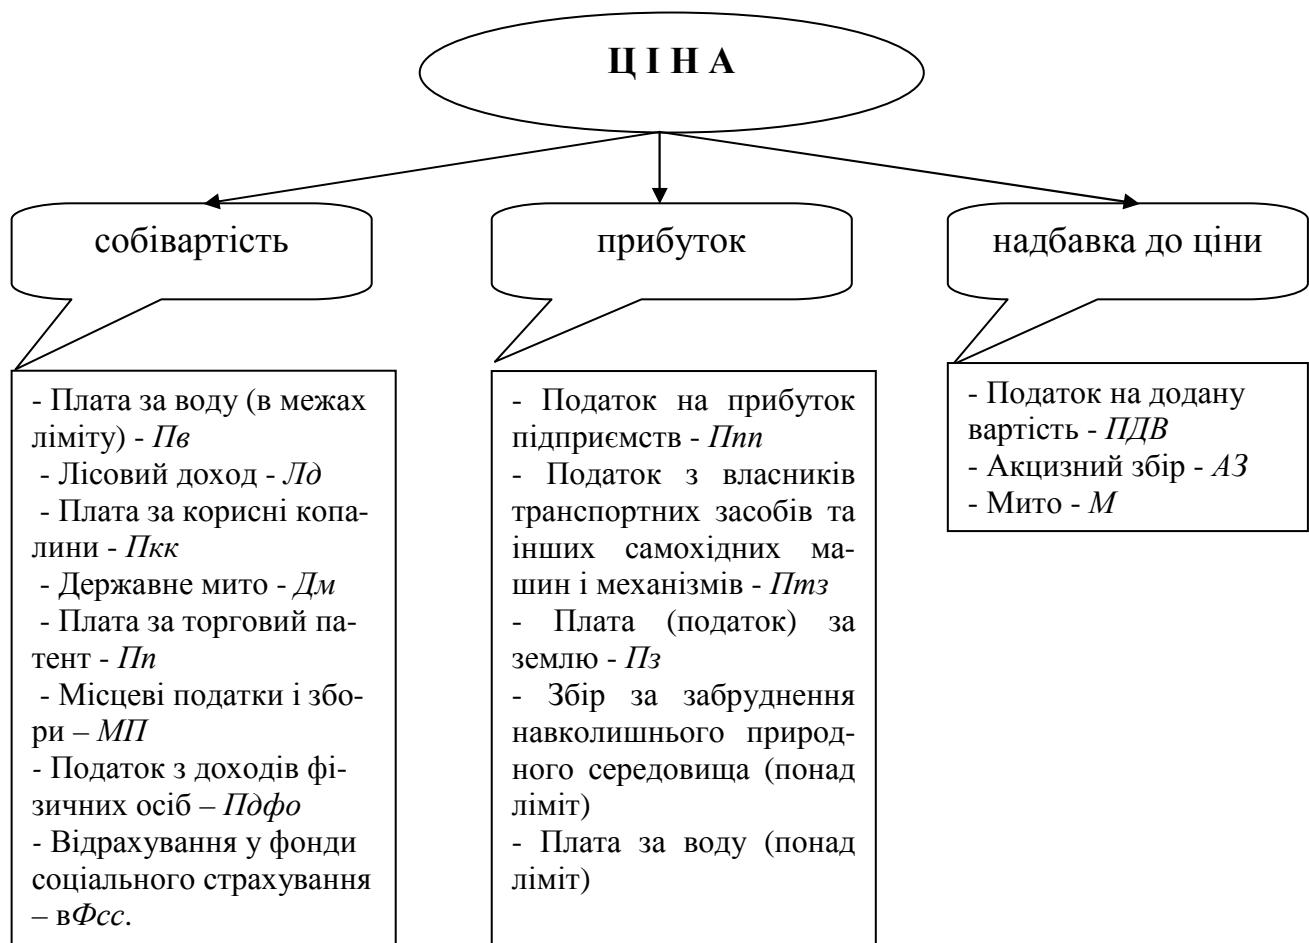 Ц І Н А
собівартість
прибуток
надбавка до ціни
- Плата за воду (в межах
ліміту) - Пв
- Лісовий доход - Лд
- Плата за корисні копа-
лини - Пкк
- Державне мито - Дм
- Плата за торговий па-
тент - Пп
- Місцеві податки і збо-
ри – МП
- Податок з доходів фі-
зичних осіб – Пдфо
- Відрахування у фонди
соціального страхування
– вФсс.
- Податок на прибуток
підприємств - Ппп
- Податок з власників
транспортних засобів та
інших самохідних ма-
шин і механізмів - Птз
- Плата (податок) за
землю - Пз
- Збір за забруднення
навколишнього природ-
ного середовища (понад
ліміт)
- Плата за воду (понад
ліміт)
- Податок на додану
вартість - ПДВ
- Акцизний збір - АЗ
- Мито - М